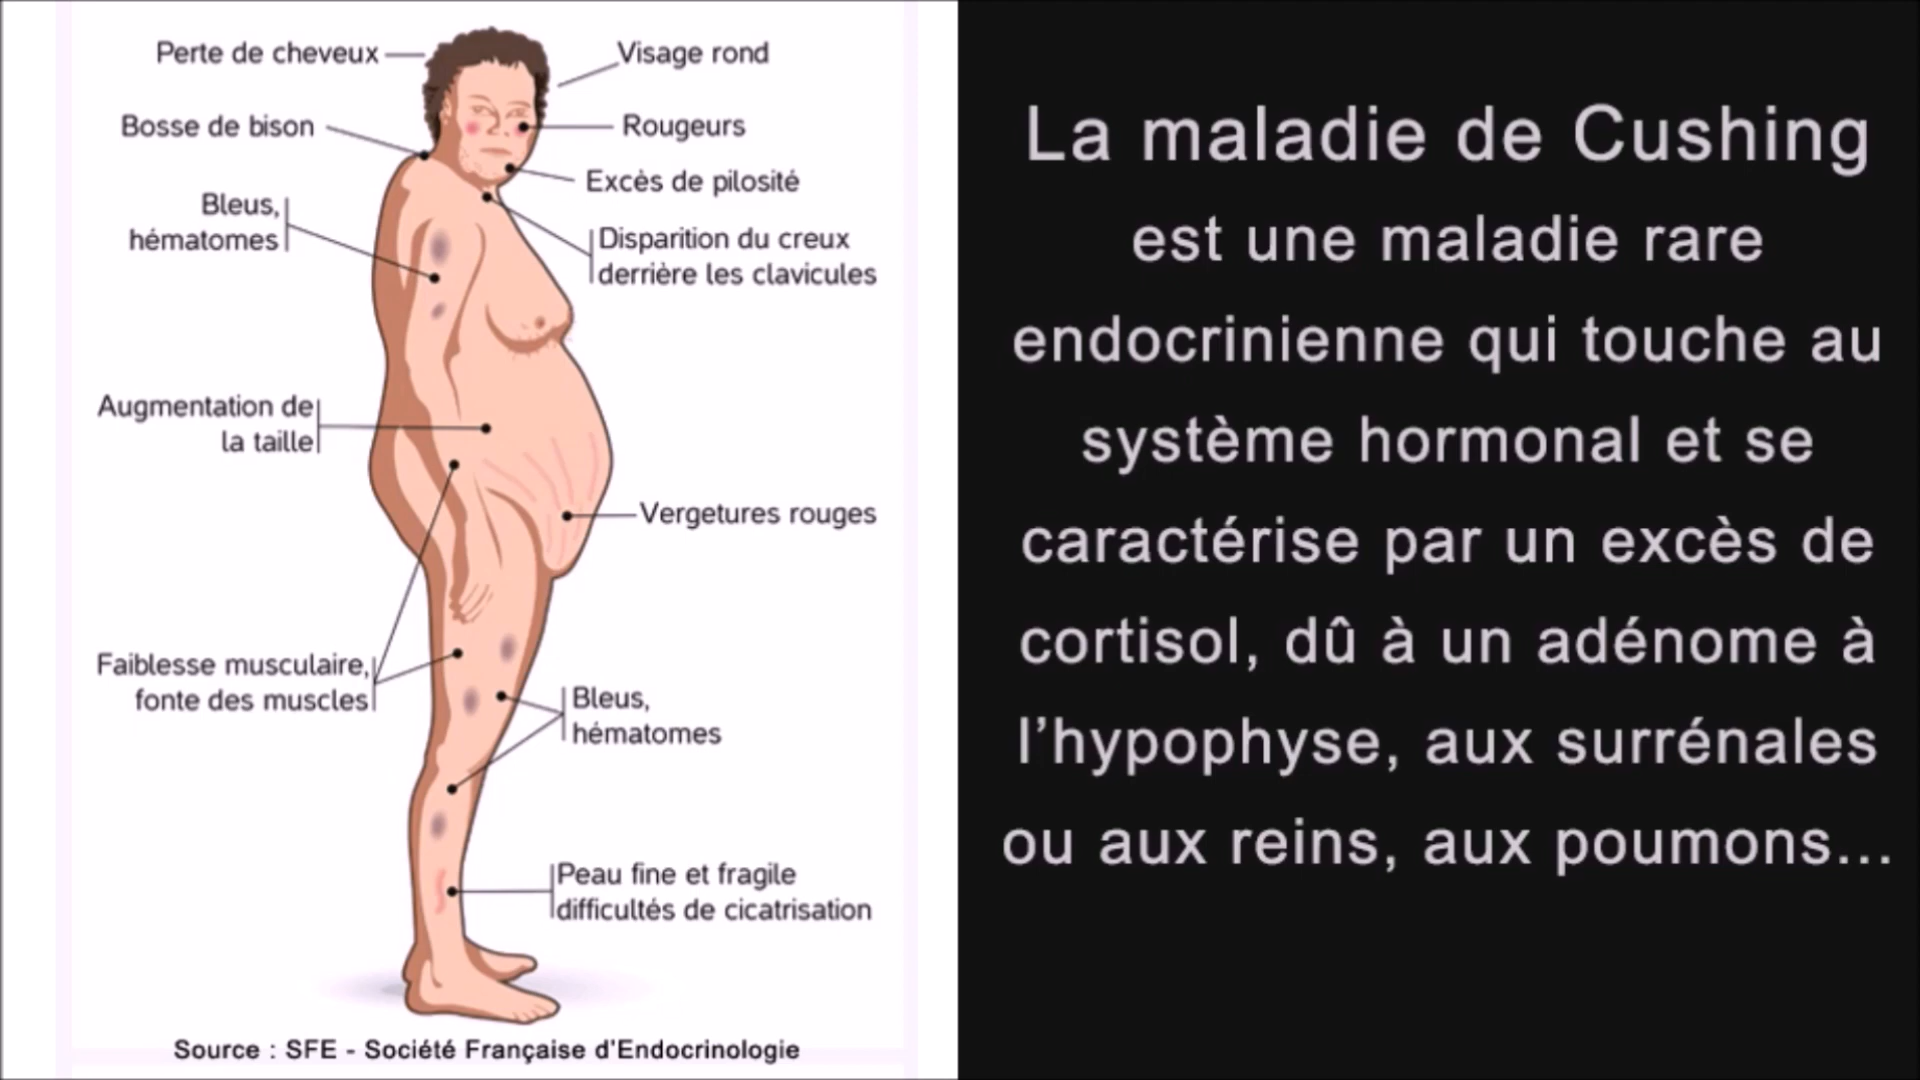 Perte de cheveux
Visage rond
Bosse de bison
Rougeurs
Excès de pilosité
Bleus,
hématomes
Disparition du creux
derrière les clavicules
Augmentation de
la taille
Vergetures rouges
Faiblesse musculaire,
fonte des muscles
Bleus,
hématomes
Peau fine et fragile
difficultés de cicatrisation
Source : SFE - Société Française d'Endocrinologie
La maladie de Cushing
est une maladie rare
endocrinienne qui touche au
système hormonal et se
caractérise par un excès de
cortisol, dû à un adénome à
l’hypophyse, aux surrénales
ou aux reins, aux poumons...